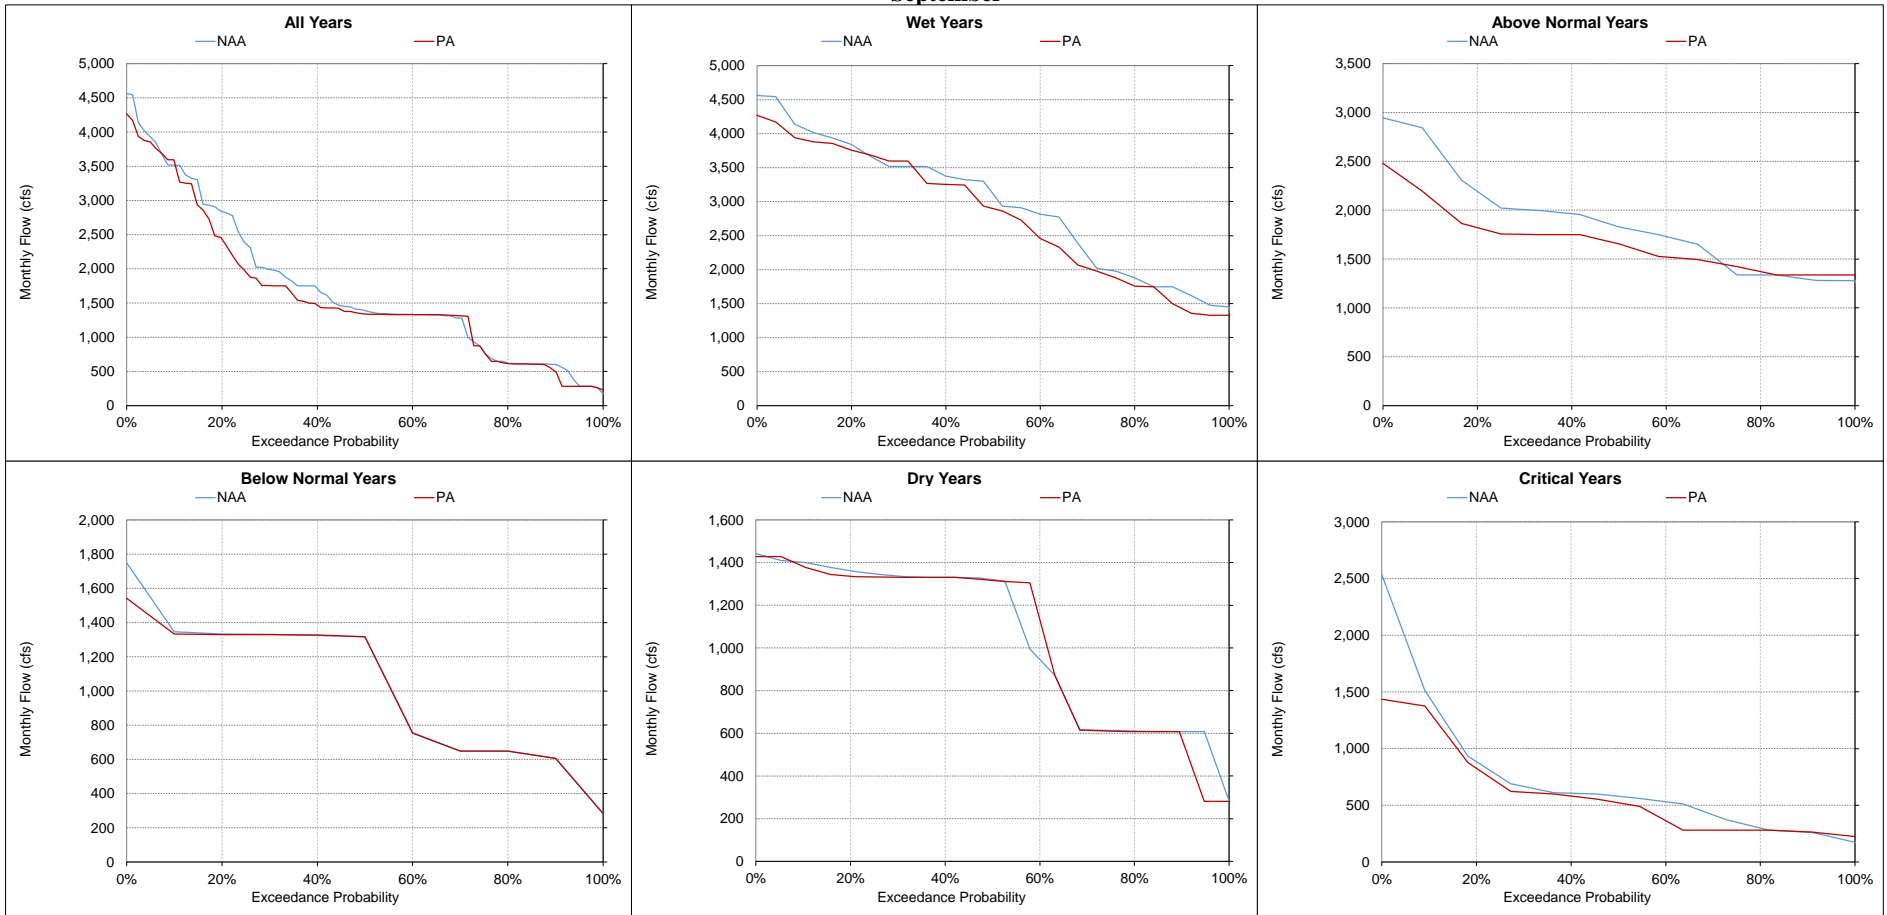 September
All Years
NAA PA
5,000
4,500
4,000
3,500
3,000
2,500
2,000
1,500
1,000
500
0
Monthly Flow (cfs)
0% 20% 40% 60% 80% 100%
Exceedance Probability
Wet Years
NAA PA
5,000
4,500
4,000
3,500
3,000
2,500
2,000
1,500
1,000
500
0
Monthly Flow (cfs)
0% 20% 40% 60% 80% 100%
Exceedance Probability
Above Normal Years
NAA PA
3,500
3,000
2,500
2,000
1,500
1,000
500
0
Monthly Flow (cfs)
0% 20% 40% 60% 80% 100%
Exceedance Probability
Below Normal Years
NAA PA
2,000
1,800
1,600
1,400
1,200
1,000
800
600
400
200
0
Monthly Flow (cfs)
0% 20% 40% 60% 80% 100%
Exceedance Probability
Dry Years
NAA PA
1,600
1,400
1,200
1,000
800
600
400
200
0
Monthly Flow (cfs)
0% 20% 40% 60% 80% 100%
Exceedance Probability
Critical Years
NAA PA
3,000
2,500
2,000
1,500
1,000
500
0
Monthly Flow (cfs)
0% 20% 40% 60% 80% 100%
Exceedance Probability